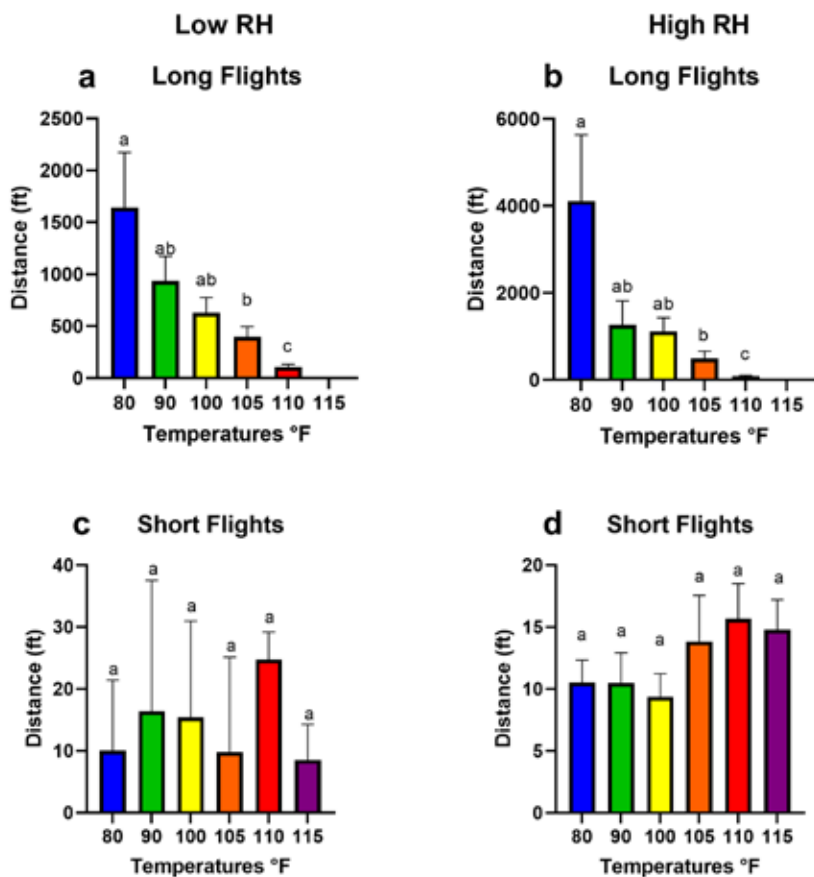 Low RH
High RH
a Long Flights
b Long Flights
2500
2000
1500
1000
500
0
Distance (ft)
a
ab
ab
b
c
80 90 100 105 110 115
Temperatures °F
6000
4000
2000
0
Distance (ft)
a
ab
ab
b
c
80 90 100 105 110 115
Temperatures °F
c Short Flights
d Short Flights
40
30
20
10
0
Distance (ft)
a
a
a
a
a
a
80 90 100 105 110 115
Temperatures °F
20
15
10
5
0
Distance (ft)
a
a
a
a
a
a
80 90 100 105 110 115
Temperatures °F